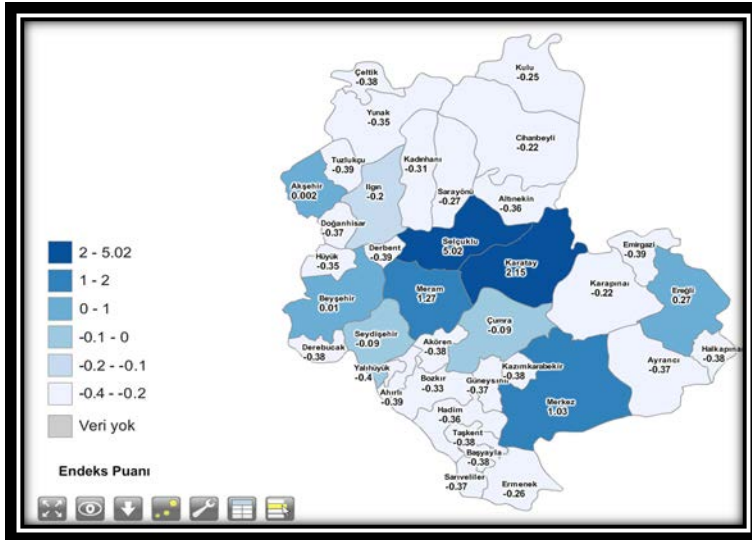 Çeltik
-0.38
Kulu
-0.25
Yunak
-0.35
Cihanbeyli
-0.22
Tuzlukçu
-0.39
Kadınhanı
-0.31
Akşehir
0.002
Ilgın
-0.2
Sarayönü
-0.27
Altınekin
-0.36
Doğanhisar
-0.37
Derbent
-0.39
Selçuklu
5.02
Emirgazi
-0.39
Hüyük
-0.35
Karatay
2.15
Meram
1.27
Karapınar
-0.22
Ereğli
0.27
Beyşehir
0.01
Çumra
-0.09
Seydişehir
-0.09
Derebucak
-0.38
Akören
-0.38
Halkapınar
-0.38
Ayrancı
-0.37
Yalıhüyük
-0.4
Kazımkarabekir
-0.38
Bozkır
-0.33
Güneysınır
-0.37
Ahırlı
-0.39
Merkez
1.03
Hadim
-0.36
Taşkent
-0.38
Başyayla
-0.38
Sarıveliler
-0.37
Ermenek
-0.26
2 - 5.02
1 - 2
0 - 1
-0.1 - 0
-0.2 - -0.1
-0.4 - -0.2
Veri yok
Endeks Puanı